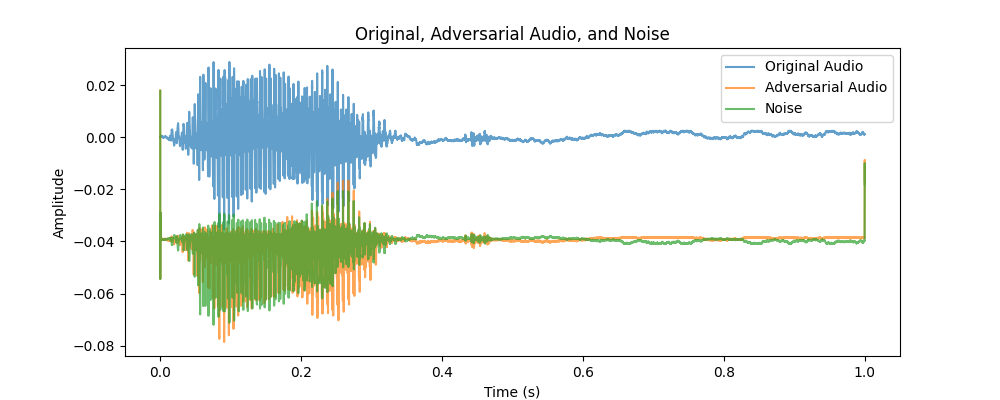 Original, Adversarial Audio, and Noise
Original Audio
Adversarial Audio
Noise
Amplitude
0.02
0.00
−0.02
−0.04
−0.06
−0.08
0.0 0.2 0.4 0.6 0.8 1.0
Time (s)